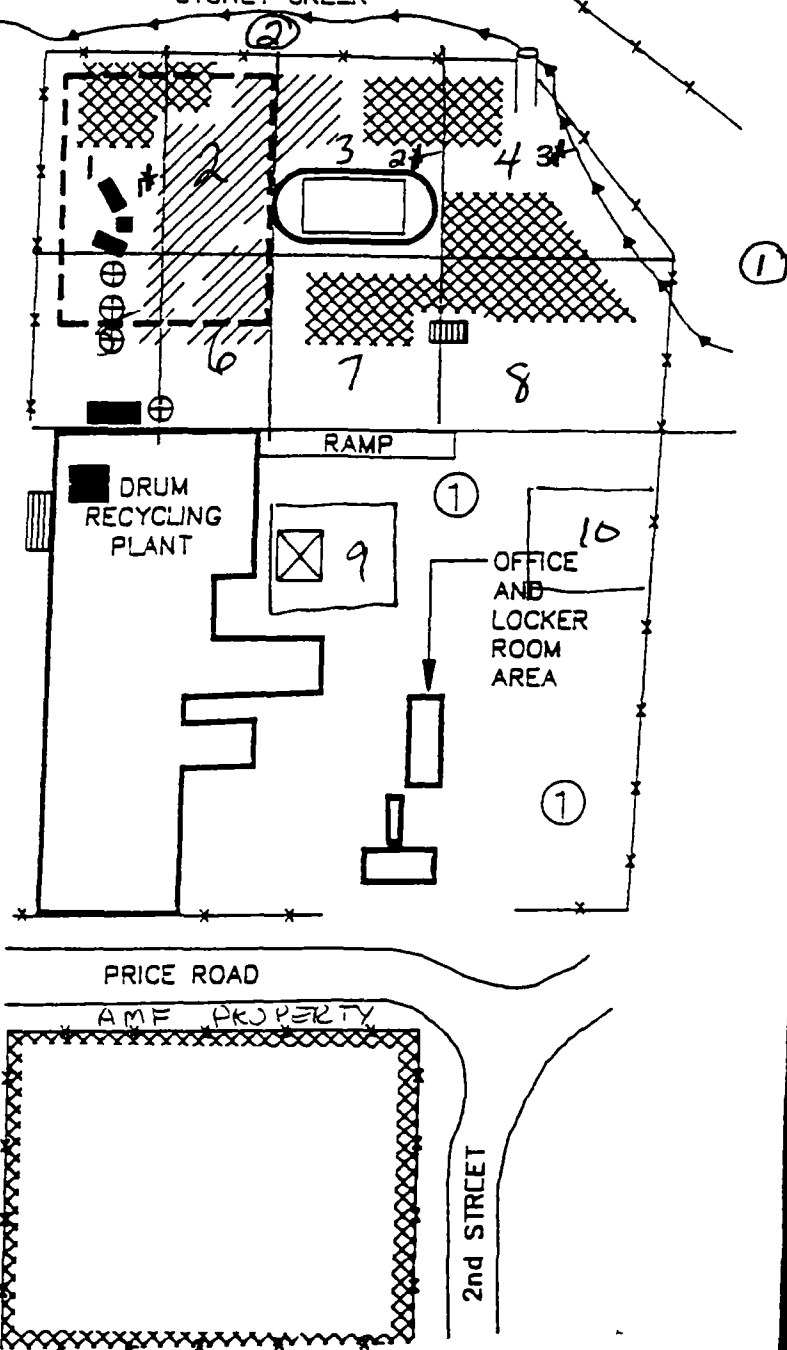 2
2
3
2*
4
3*
1
6
7
8
RAMP
1
DRUM
RECYCLING
PLANT
9
10
OFFICE
AND
LOCKER
ROOM
AREA
1
PRICE ROAD
AMF PROPERTY
2nd STREET